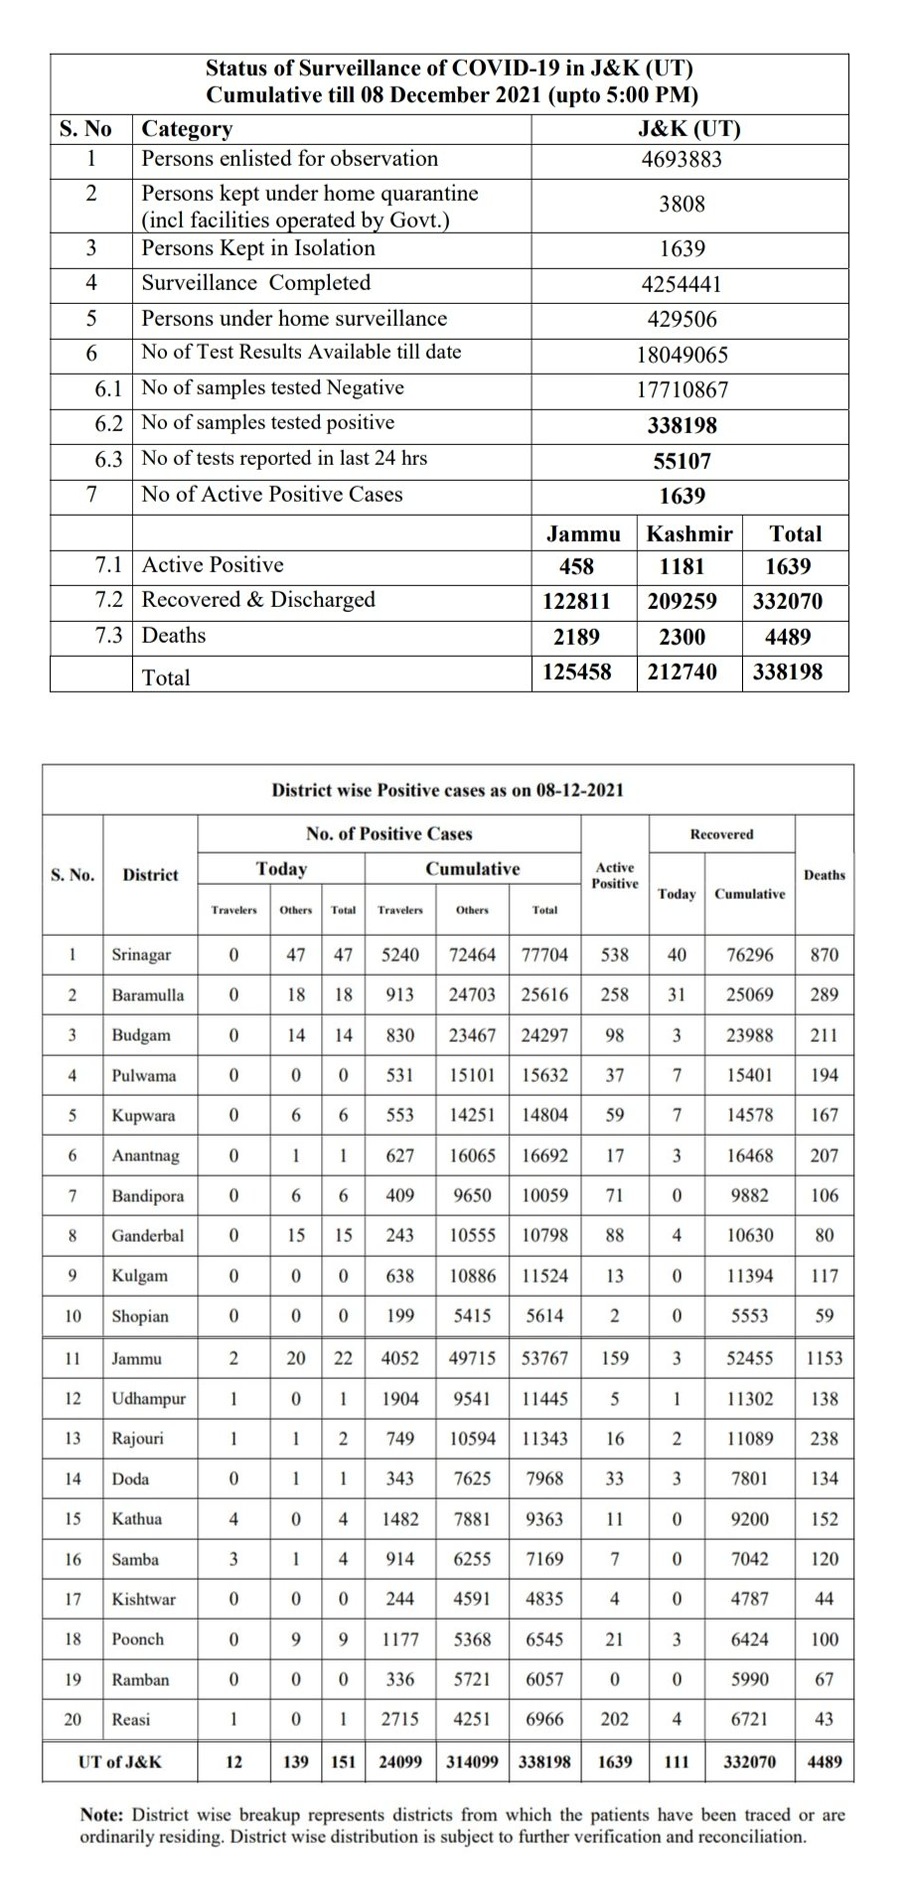 Status of Surveillance of COVID-19 in J&K (UT)
Cumulative till 08 December 2021 (upto 5:00 PM)
S. No Category J&K (UT)
1 Persons enlisted for observation 4693883
2 Persons kept under home quarantine
(incl facilities operated by Govt.) 3808
3 Persons Kept in Isolation 1639
4 Surveillance Completed 4254441
5 Persons under home surveillance 429506
6 No of Test Results Available till date 18049065
6.1 No of samples tested Negative 17710867
6.2 No of samples tested positive 338198
6.3 No of tests reported in last 24 hrs 55107
7 No of Active Positive Cases 1639
Jammu Kashmir Total
7.1 Active Positive 458 1181 1639
7.2 Recovered & Discharged 122811 209259 332070
7.3 Deaths 2189 2300 4489
Total 125458 212740 338198
District wise Positive cases as on 08-12-2021
S. No. District No. of Positive Cases Active Positive Recovered Deaths
Today Cumulative Today Cumulative
Travelers Others Total Travelers Others Total
1 Srinagar 0 47 47 5240 72464 77704 538 40 76296 870
2 Baramulla 0 18 18 913 24703 25616 258 31 25069 289
3 Budgam 0 14 14 830 23467 24297 98 3 23988 211
4 Pulwama 0 0 0 531 15101 15632 37 7 15401 194
5 Kupwara 0 6 6 553 14251 14804 59 7 14578 167
6 Anantnag 0 1 1 627 16065 16692 17 3 16468 207
7 Bandipora 0 6 6 409 9650 10059 71 0 9882 106
8 Ganderbal 0 15 15 243 10555 10798 88 4 10630 80
9 Kulgam 0 0 0 638 10886 11524 13 0 11394 117
10 Shopian 0 0 0 199 5415 5614 2 0 5553 59
11 Jammu 2 20 22 4052 49715 53767 159 3 52455 1153
12 Udhampur 1 0 1 1904 9541 11445 5 1 11302 138
13 Rajouri 1 1 2 749 10594 11343 16 2 11089 238
14 Doda 0 1 1 343 7625 7968 33 3 7801 134
15 Kathua 4 0 4 1482 7881 9363 11 0 9200 152
16 Samba 3 1 4 914 6255 7169 7 0 7042 120
17 Kishtwar 0 0 0 244 4591 4835 4 0 4787 44
18 Poonch 0 9 9 1177 5368 6545 21 3 6424 100
19 Ramban 0 0 0 336 5721 6057 0 0 5990 67
20 Reasi 1 0 1 2715 4251 6966 202 4 6721 43
UT of J&K 12 139 151 24099 314099 338198 1639 111 332070 4489
Note: District wise breakup represents districts from which the patients have been traced or are
ordinarily residing. District wise distribution is subject to further verification and reconciliation.